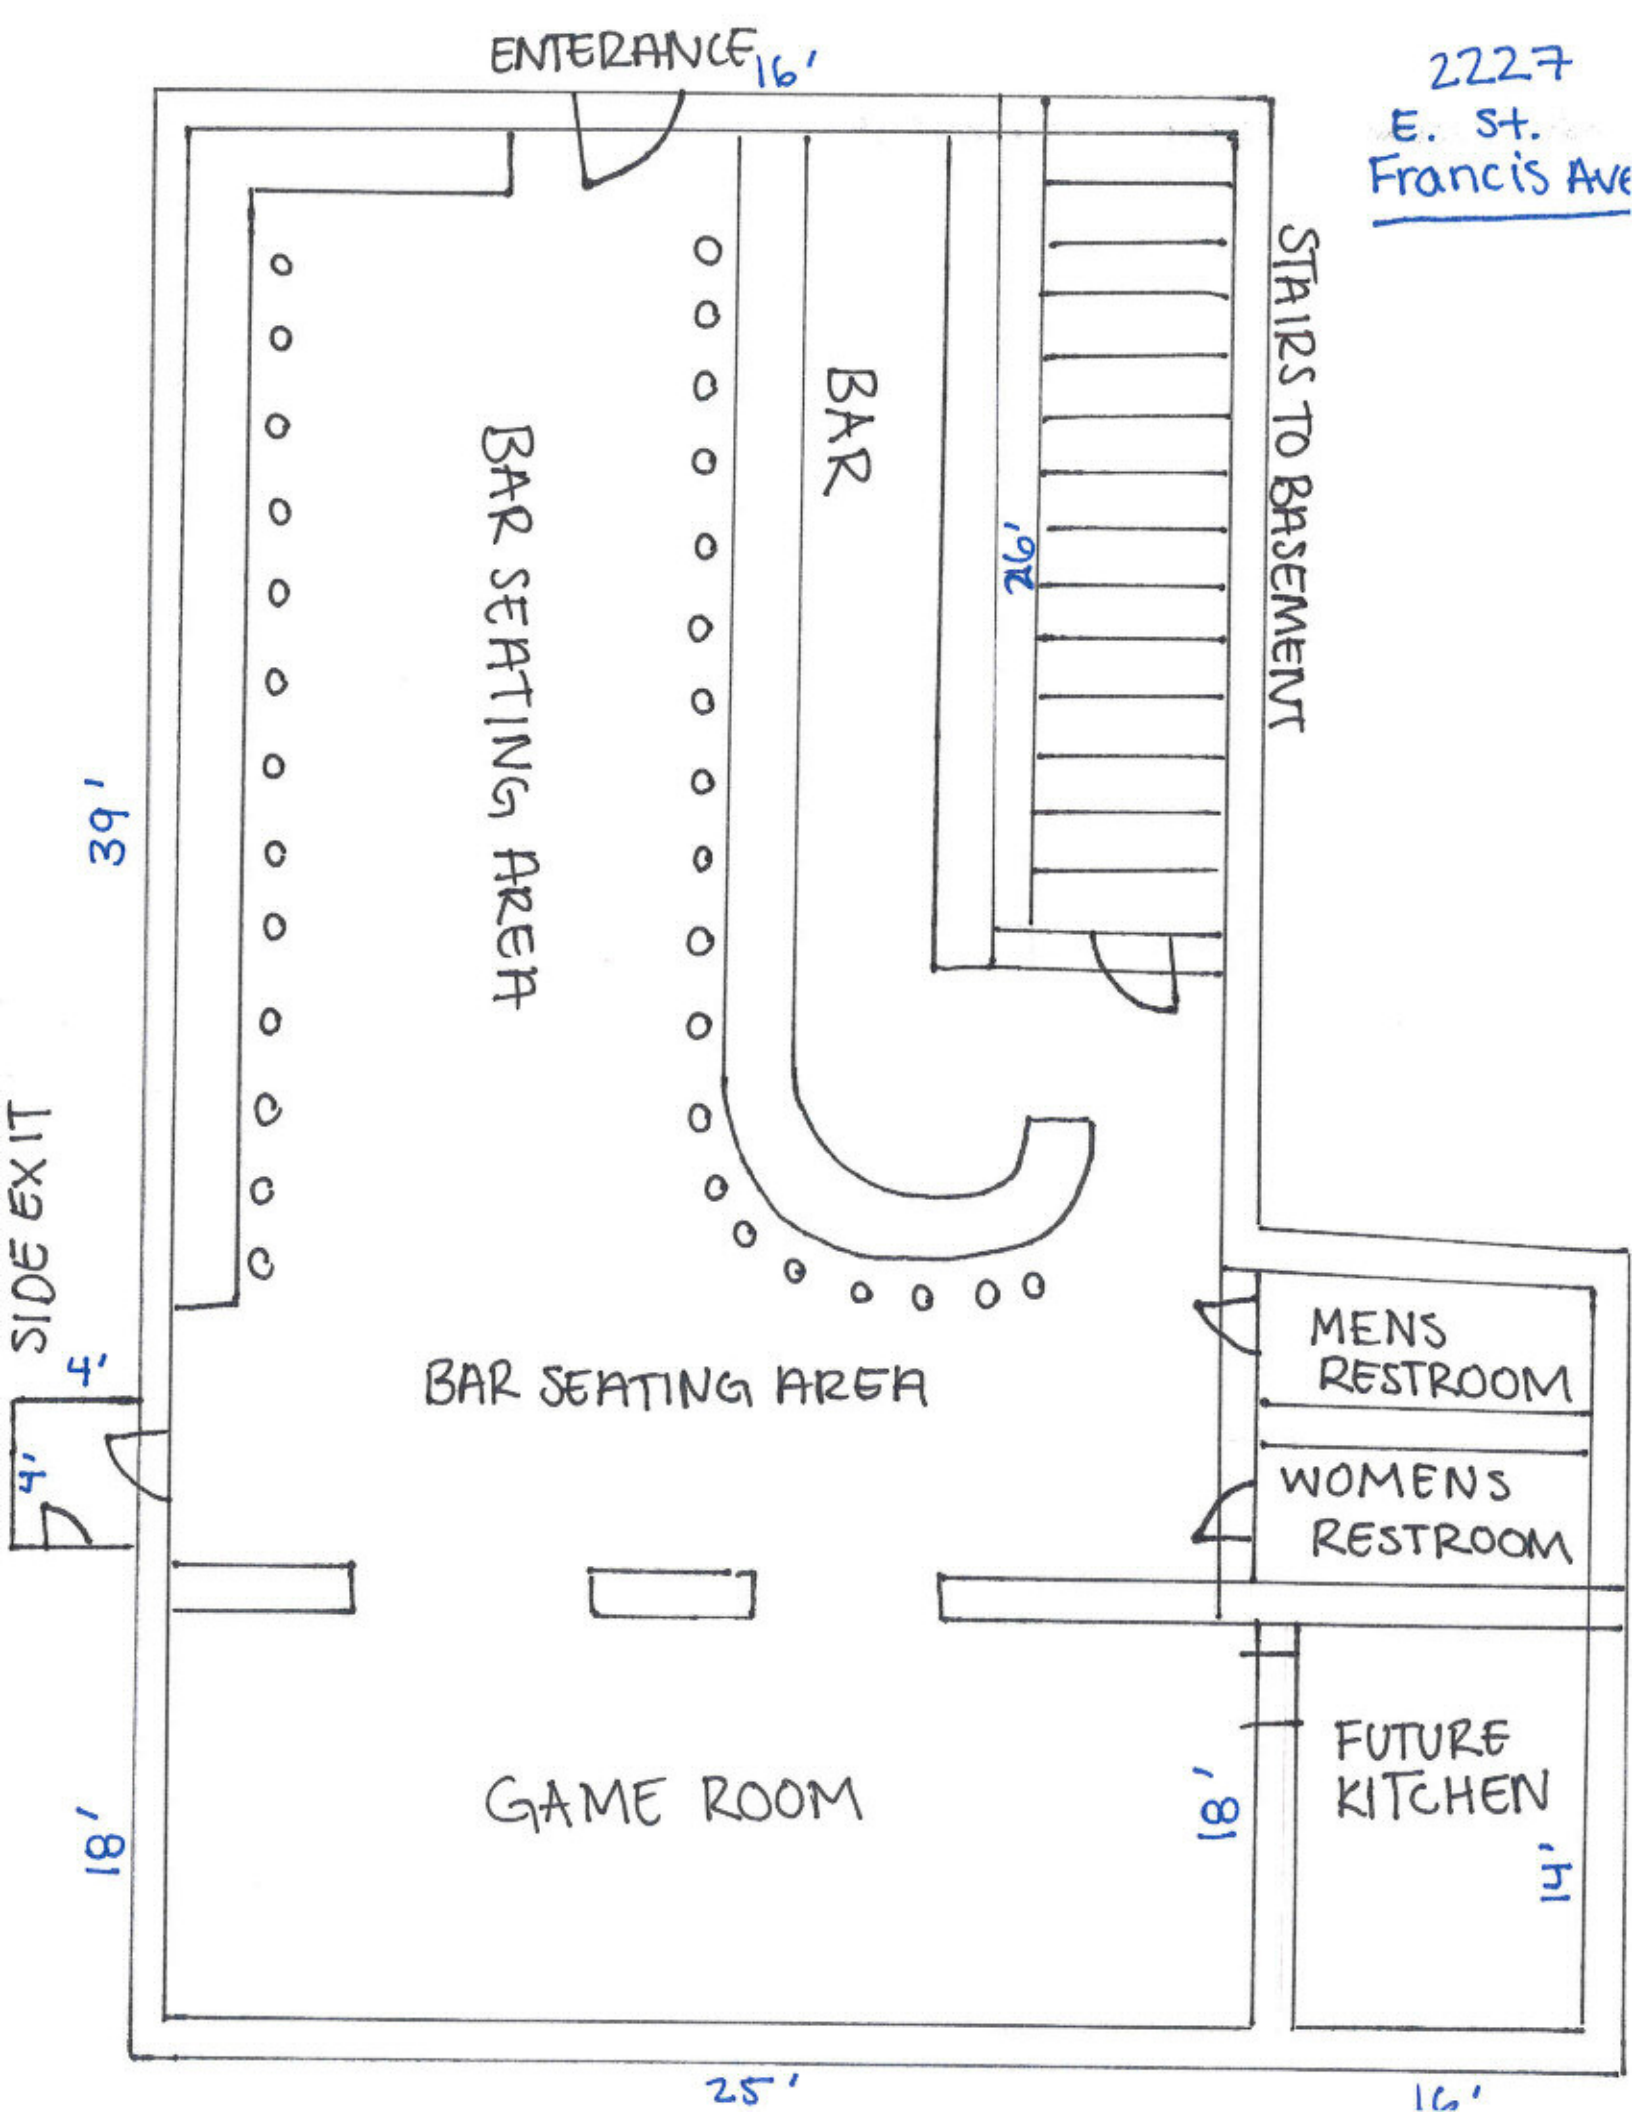 ENTERANCE
16'
2227
E. St.
Francis Ave
STAIRS TO BASEMENT
BAR
BAR SEATING AREA
26'
39'
SIDE EXIT
4'
4'
BAR SEATING AREA
MENS
RESTROOM
WOMENS
RESTROOM
GAME ROOM
18'
18'
FUTURE
KITCHEN
14'
25'
16'